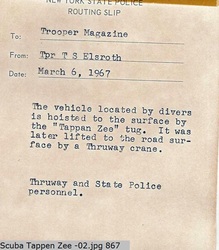 NEW YORK STATE POLICE
ROUTING SLIP
To: Trooper Magazine
From: Tpr T S Elsroth
Date: March 6, 1967
The vehicle located by divers
is hoisted to the surface by
the "Tappan Zee" tug. It was
later lifted to the road sur-
face by a Thruway crane.
Thruway and State Police
personnel.
Scuba Tappen Zee -02.jpg 867